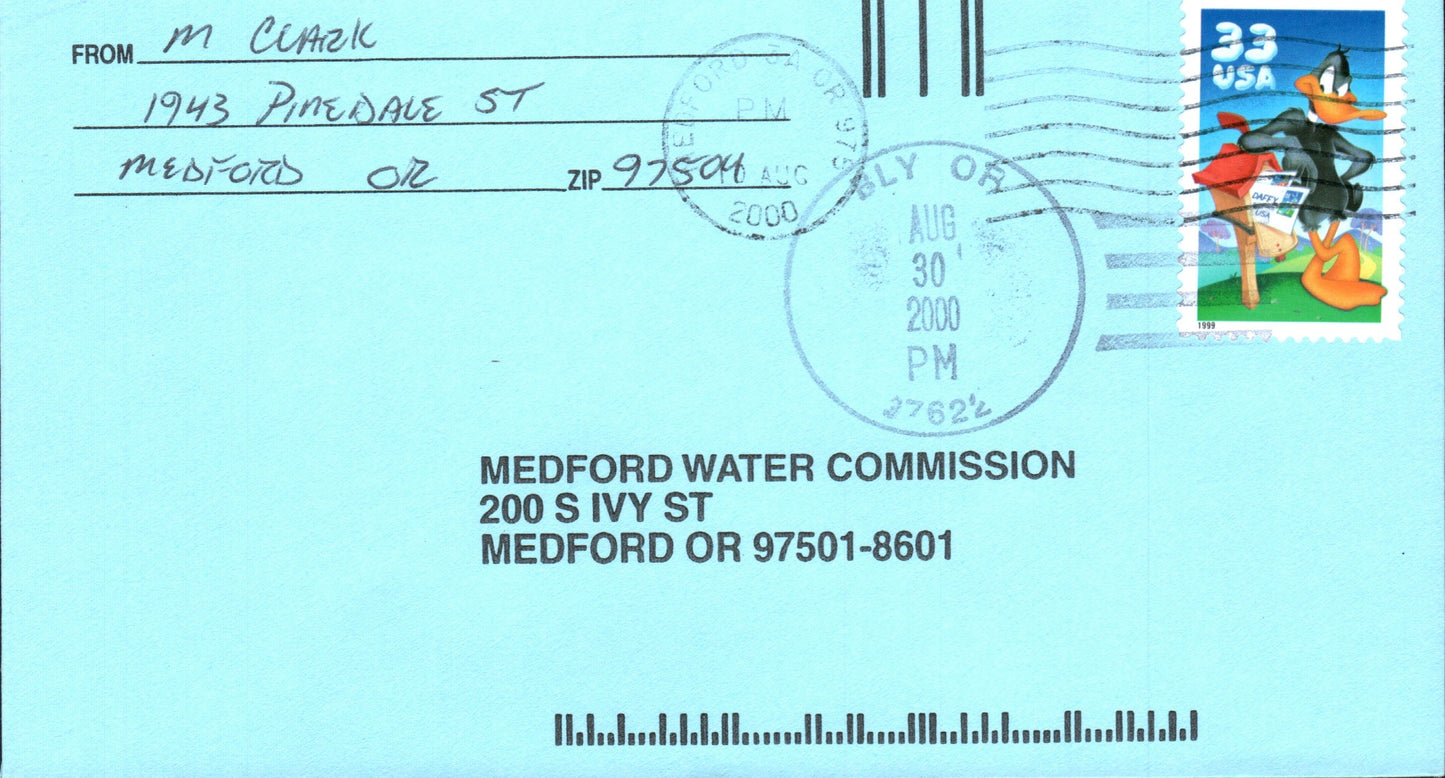 FROM M CLARK
1943 PINEDALE ST
MEDFORD OR ZIP 97504
MEDFORD OR 975
PM
AUG
2000
BLY OR
AUG
30
2000
PM
97622
33
USA
DAFFY
USA
1999
MEDFORD WATER COMMISSION
200 S IVY ST
MEDFORD OR 97501-8601